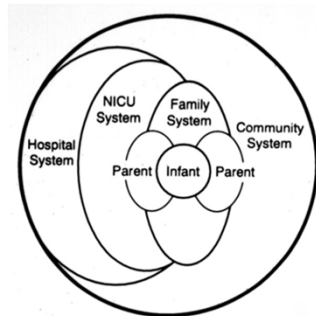 NICU
System
Family
System
Community
System
Hospital
System
Parent
Infant
Parent